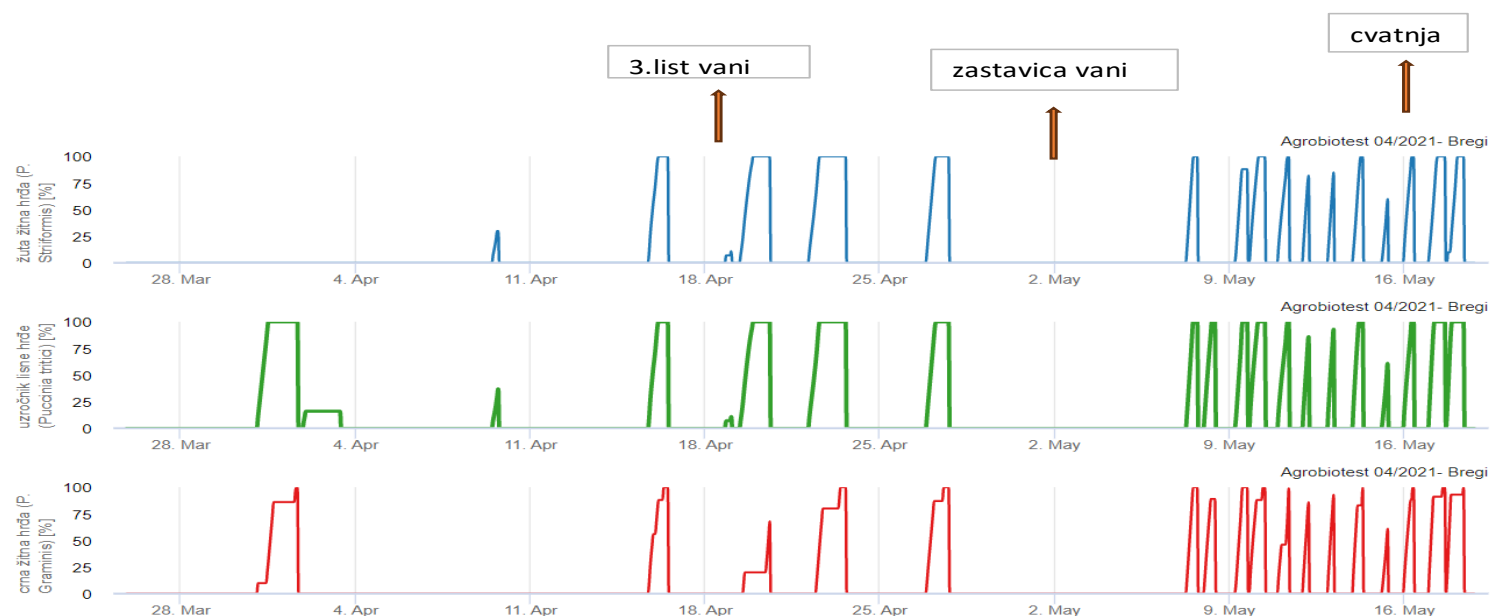 cvatnja
3.list vani
zastavica vani
Agrobiotest 04/2021- Bregi
žuta žitna hrđa (P.
Striiformis) [%]
100
75
50
25
0
28. Mar
4. Apr
11. Apr
18. Apr
25. Apr
2. May
9. May
16. May
Agrobiotest 04/2021- Bregi
uzročnik lisne hrđe
(Puccinia tritici) [%]
100
75
50
25
0
28. Mar
4. Apr
11. Apr
18. Apr
25. Apr
2. May
9. May
16. May
Agrobiotest 04/2021- Bregi
crna žitna hrđa (P.
Graminis) [%]
100
75
50
25
0
28. Mar
4. Apr
11. Apr
18. Apr
25. Apr
2. May
9. May
16. May